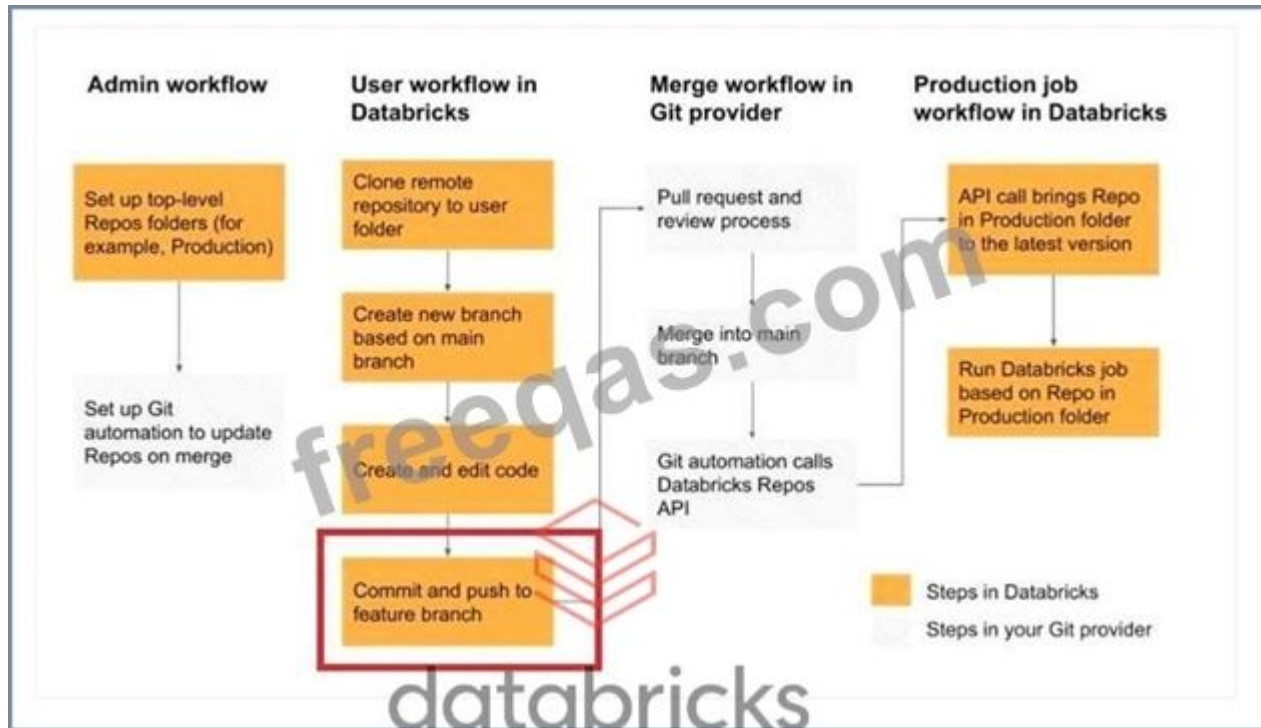 Admin workflow
Set up top-level
Repos folders (for
example, Production)
Set up Git
automation to update
Repos on merge
User workflow in
Databricks
Clone remote
repository to user
folder
Create new branch
based on main
branch
Create and edit code
Commit and push to
feature branch
Merge workflow in
Git provider
Pull request and
review process
Merge into main
branch
Git automation calls
Databricks Repos
API
Production job
workflow in Databricks
API call brings Repo
in Production folder
to the latest version
Run Databricks job
based on Repo in
Production folder
Steps in Databricks
Steps in your Git provider
freeqas.com
databricks